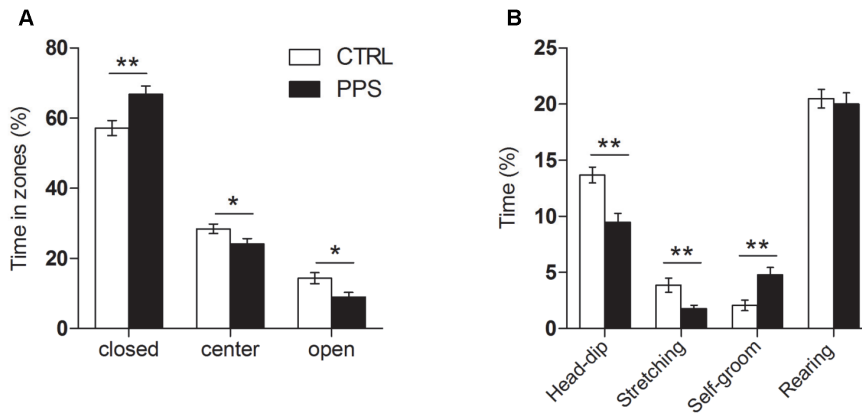 A
Time in zones (%)
80
60
40
20
0
**
*
*
CTRL
PPS
closed
center
open
B
Time (%)
25
20
15
10
5
0
**
**
**
Head-dip
Stretching
Self-groom
Rearing